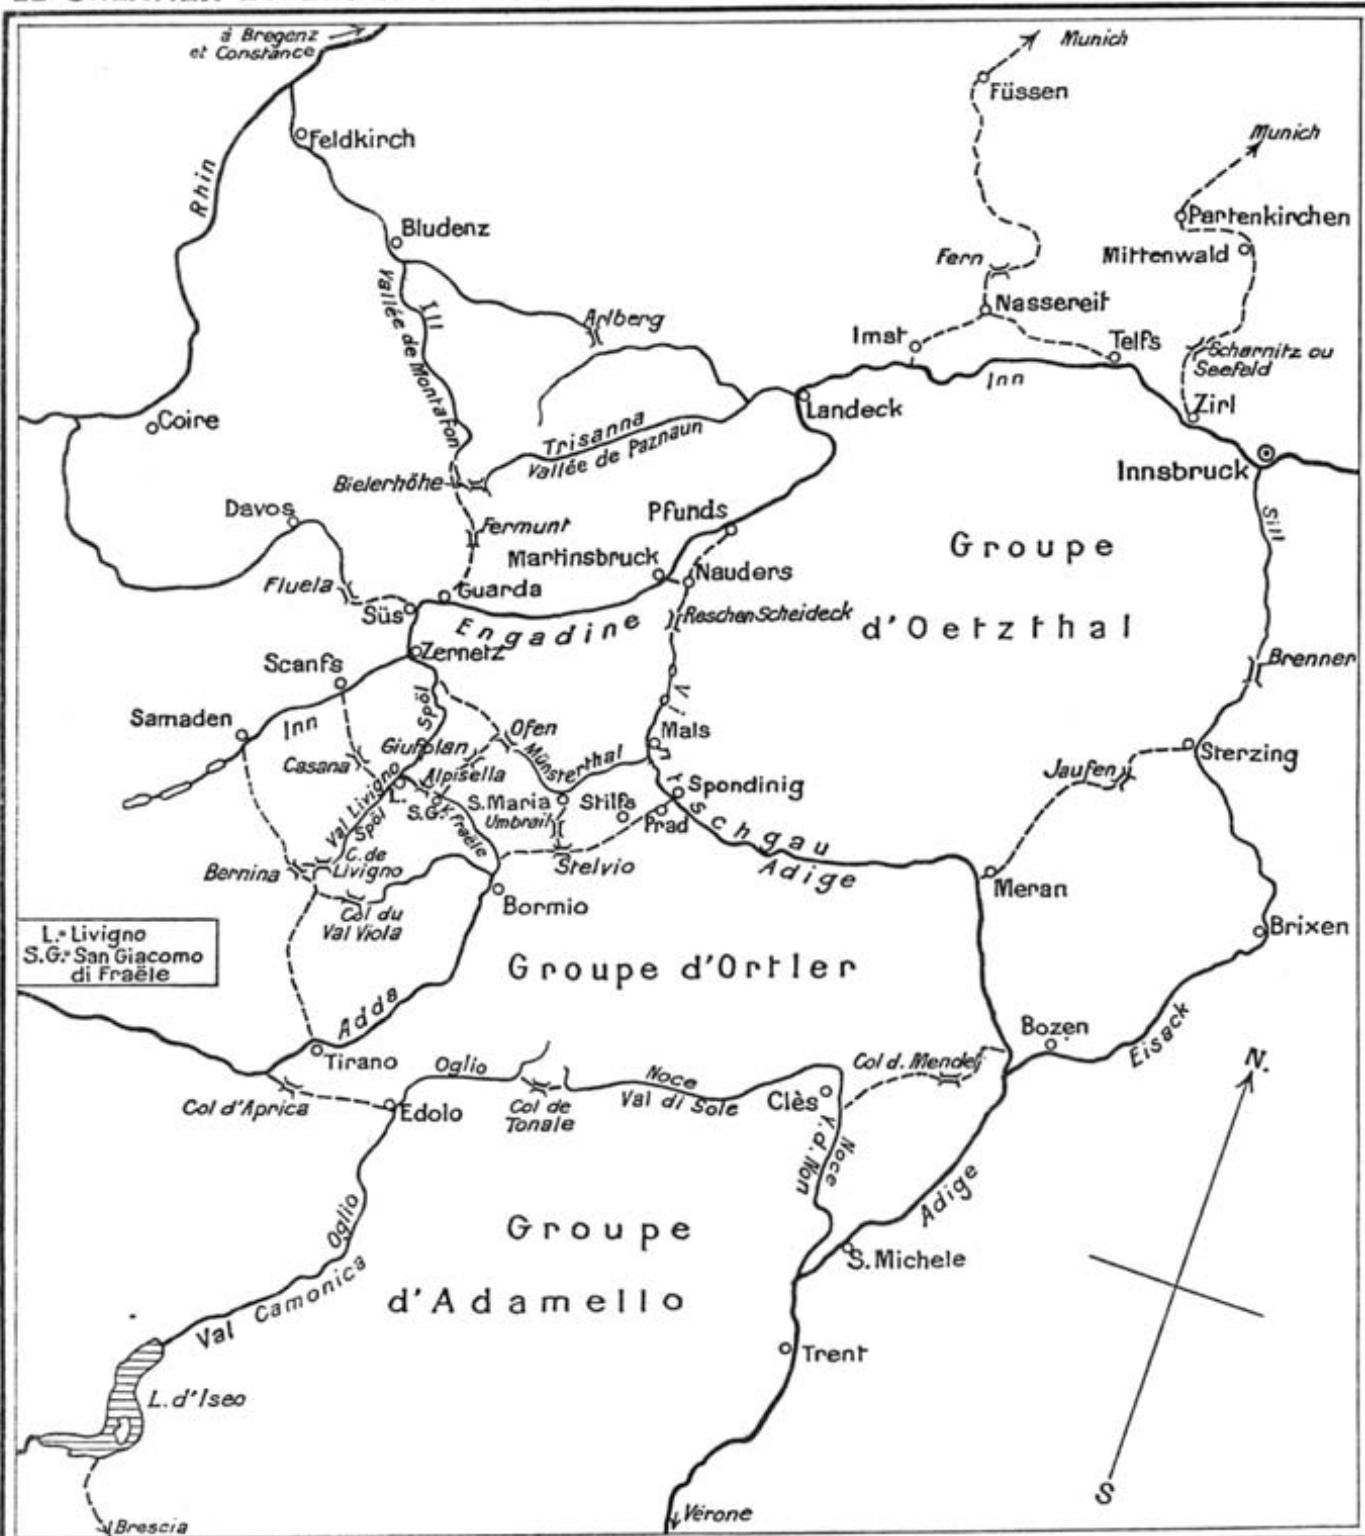 à Bregenz
et Constance
Munich
Füssen
Munich
Feldkirch
Rhin
Partenkirchen
Bludenz
Mittenwald
Fern
Nassereit
Vallée de Montafon
Ill
Arlberg
Imst
Telfs
Scharnitz ou
Seefeld
Inn
Landeck
Zirl
Coire
Trisanna
Vallée de Paznaun
Innsbruck
Bielerhöhe
Davos
Pfunds
Sill
Fermunt
Groupe
d'Oetzthal
Martinsbruck
Nauders
Fluela
Guarda
Süs
Reschen Scheideck
Engadine
Zernetz
Brenner
Scanfs
Samaden
Inn
Spöl
Ofen
Mals
Sterzing
Giufplan
Casana
Münsterthal
Jaufen
Alpisella
Spondinig
Val Livigno
Spöl
L.
S.G.
V. Fraële
S. Maria
Umbrail
Stilfs
Prad
Vintschgau
Adige
Bernina
C. de
Livigno
Stelvio
Meran
Bormio
Col du
Val Viola
Brixen
L.= Livigno
S.G.= San Giacomo
di Fraële
Groupe d'Ortler
Adda
Bozen
Eisack
Tirano
Oglio
Noce
Val di Sole
Col d. Mendel
N.
Col d'Aprica
Edolo
Col de
Tonale
Clès
V. d. Non
Noce
Adige
Oglio
Groupe
d'Adamello
S. Michele
Val Camonica
Trent
L. d'Iseo
S
Vérone
Brescia